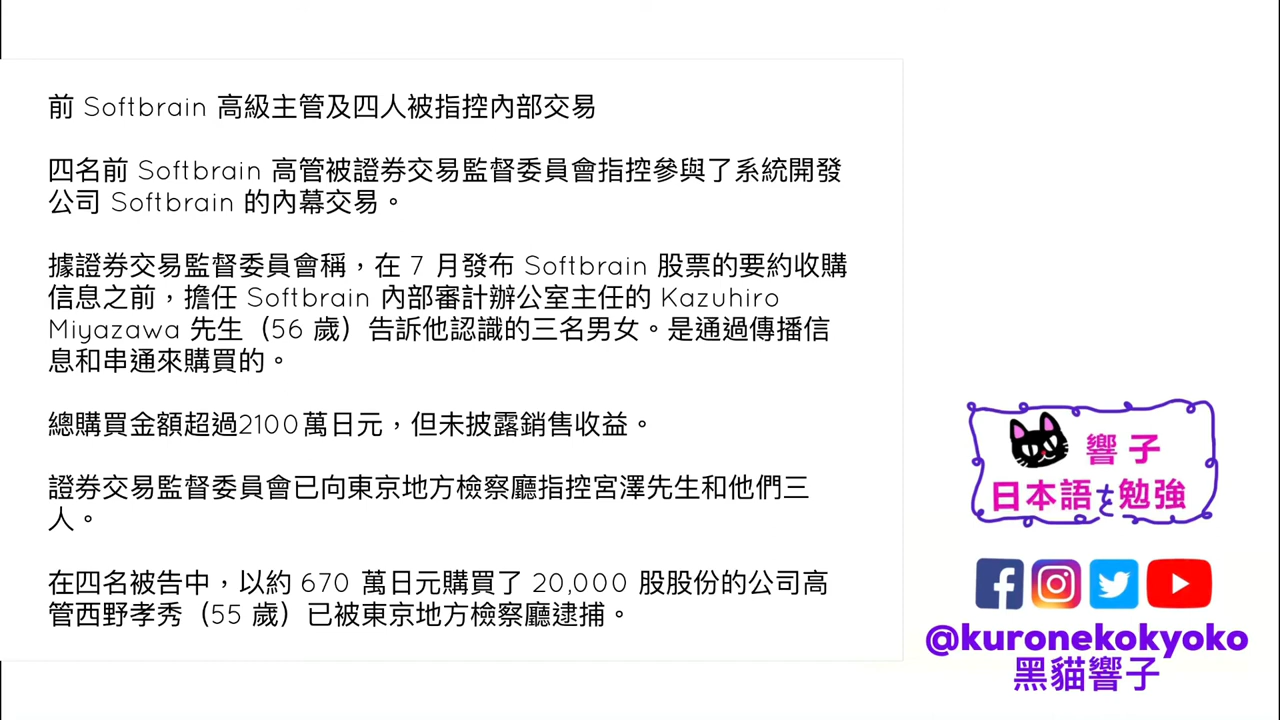 前 Softbrain 高級主管及四人被指控內部交易
四名前 Softbrain 高管被證券交易監督委員會指控參與了系統開發
公司 Softbrain 的內幕交易。
據證券交易監督委員會稱，在 7 月發布 Softbrain 股票的要約收購
信息之前，擔任 Softbrain 內部審計辦公室主任的 Kazuhiro
Miyazawa 先生（56 歲）告訴他認識的三名男女。是通過傳播信
息和串通來購買的。
總購買金額超過2100萬日元，但未披露銷售收益。
證券交易監督委員會已向東京地方檢察廳指控宮澤先生和他們三
人。
在四名被告中，以約 670 萬日元購買了 20,000 股股份的公司高
管西野孝秀（55 歲）已被東京地方檢察廳逮捕。
響子
日本語を勉強
@kuronekokyoko
黑貓響子